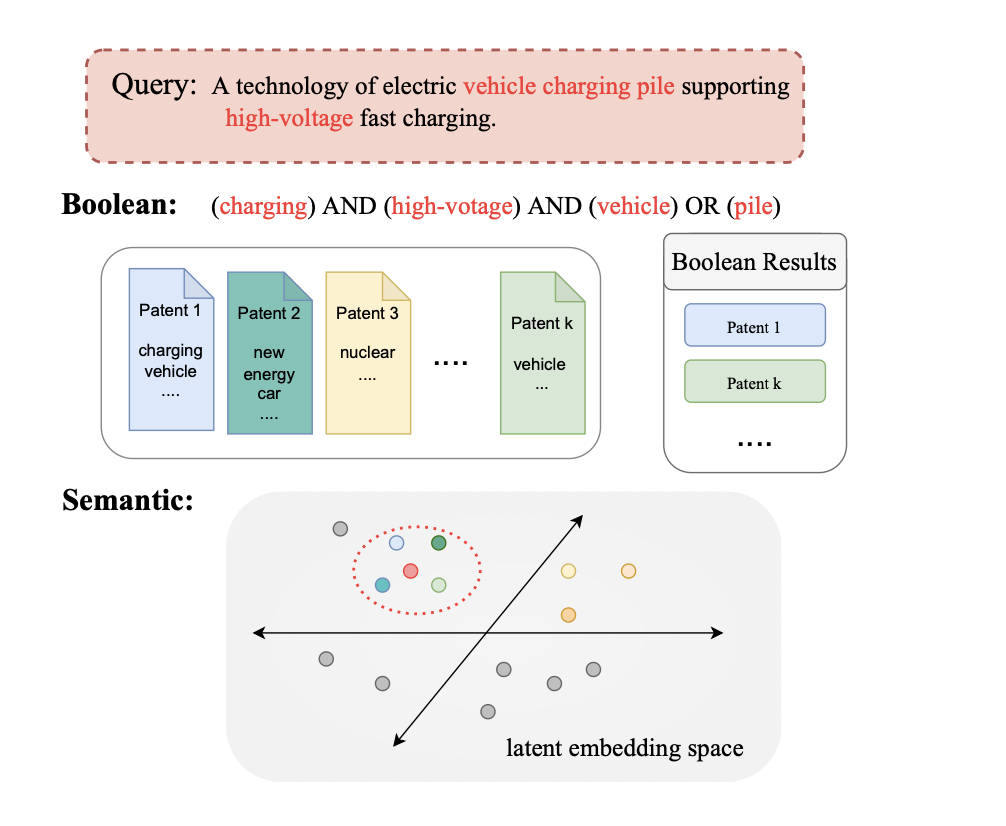 Query: A technology of electric vehicle charging pile supporting
high-voltage fast charging.
Boolean: (charging) AND (high-votage) AND (vehicle) OR (pile)
Patent 1
charging
vehicle
....
Patent 2
new
energy
car
....
Patent 3
nuclear
....
....
Patent k
vehicle
...
Boolean Results
Patent 1
Patent k
....
Semantic:
latent embedding space